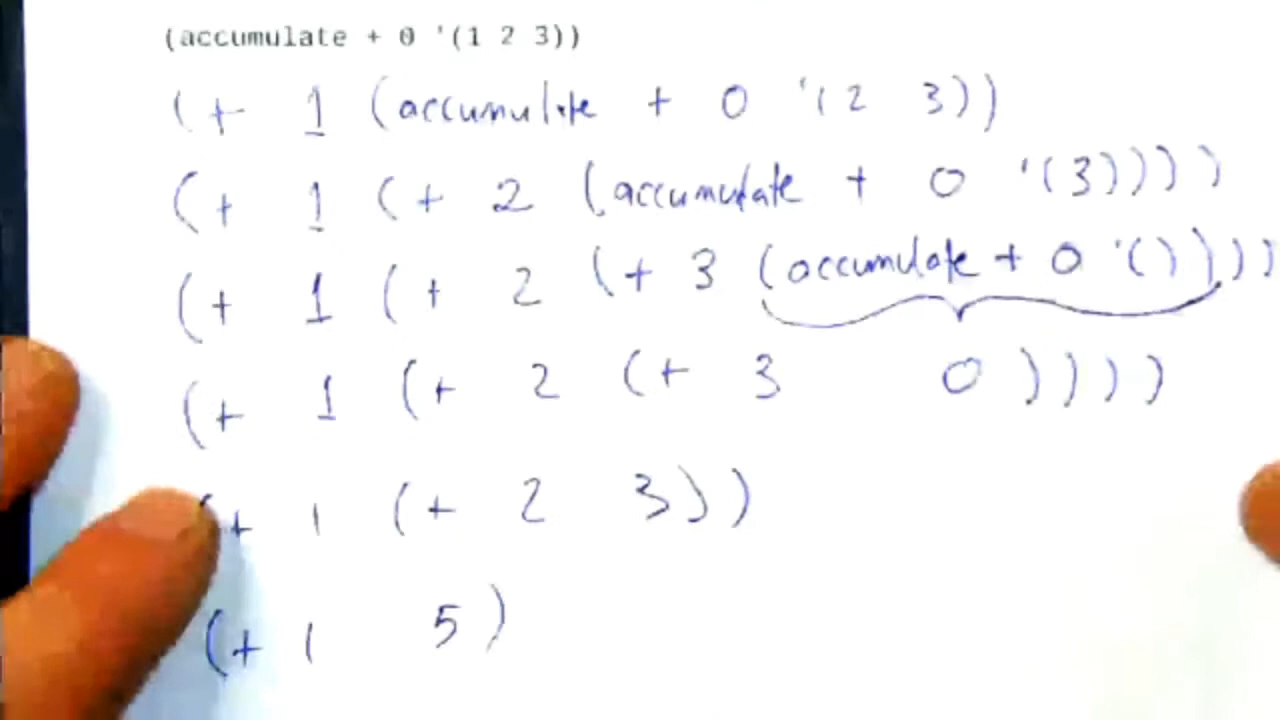 (accumulate + 0 '(1 2 3))
(+ 1 (accumulate + 0 '(2 3))
(+ 1 (+ 2 (accumulate + 0 '(3))))
(+ 1 (+ 2 (+ 3 (accumulate + 0 '()))))
(+ 1 (+ 2 (+ 3 0))))
(+ 1 (+ 2 3))
(+ 1 5)